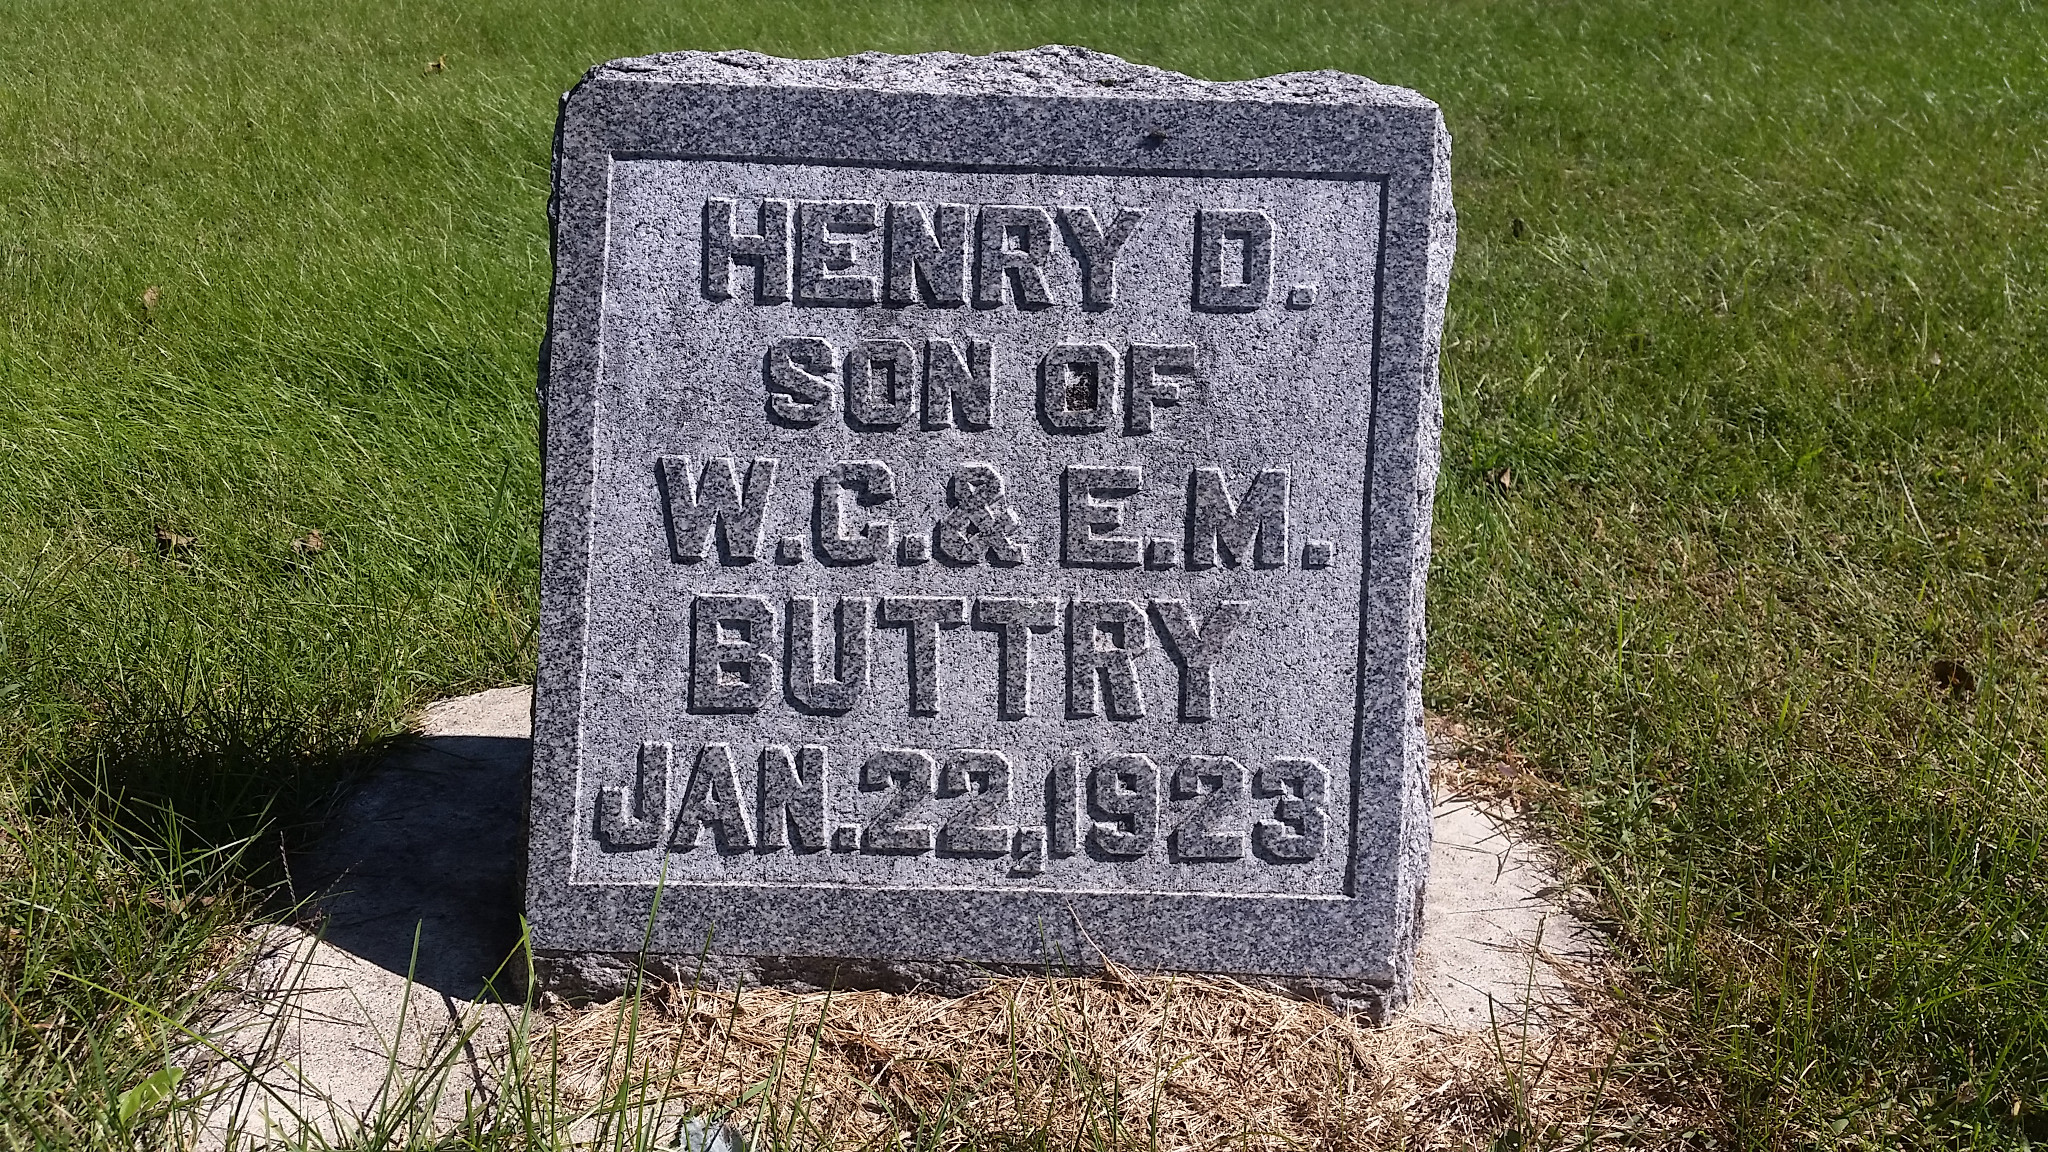 HENRY D.
SON OF
W.C. & E.M.
BUTTRY
JAN. 22, 1923